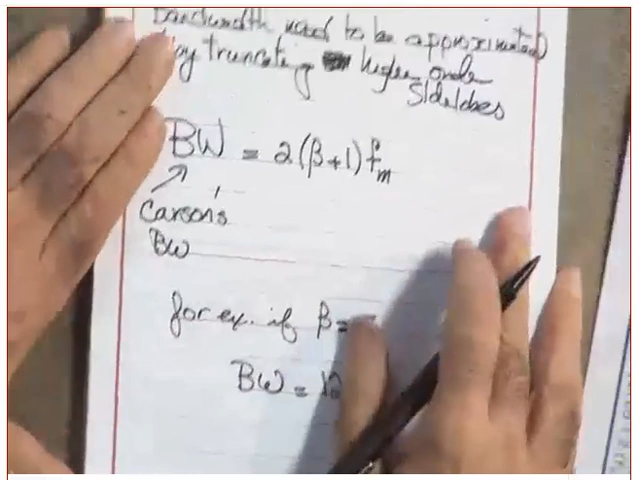 bandwidth need to be approximated
by truncating higher order
Sidelobes
BW = 2(β+1)fm
Carson's
BW
for ex. if β=
BW = 12